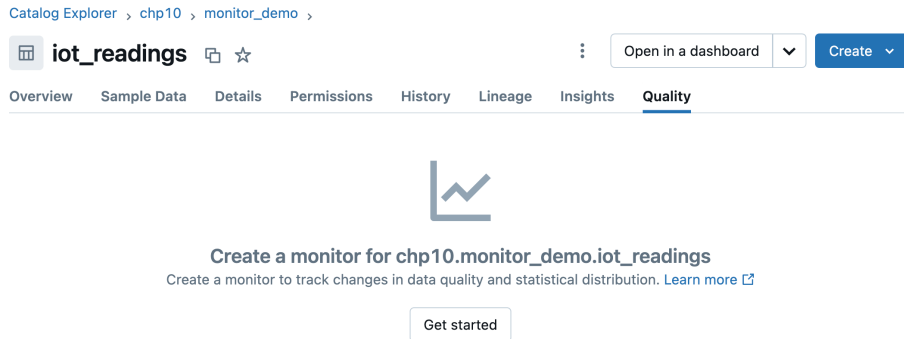 Catalog Explorer > chp10 > monitor_demo >
iot_readings
Open in a dashboard
Create
Overview Sample Data Details Permissions History Lineage Insights Quality
Create a monitor for chp10.monitor_demo.iot_readings
Create a monitor to track changes in data quality and statistical distribution. Learn more
Get started